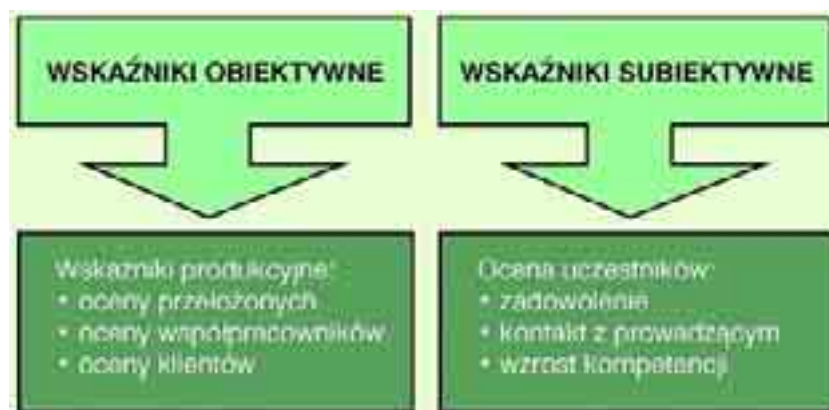 WSKAŹNIKI OBIEKTYWNE
Wskaźniki produkcyjne:
• oceny przełożonych
• oceny współpracowników
• oceny klientów
WSKAŹNIKI SUBIEKTYWNE
Ocena uczestników:
• zadowolenie
• kontakt z prowadzącym
• wzrost kompetencji